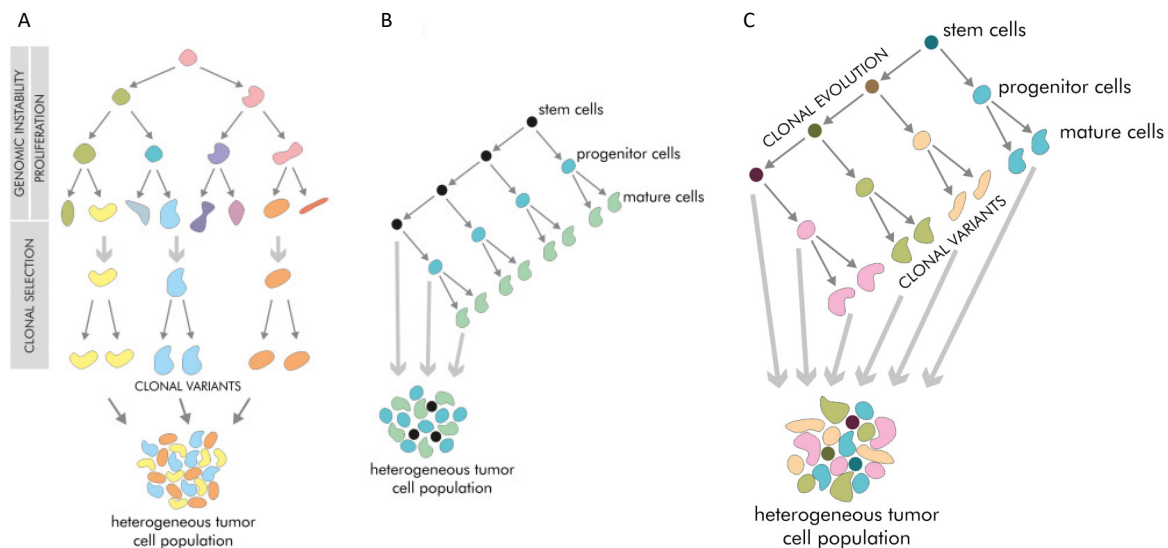 A
GENOMIC INSTABILITY
PROLIFERATION
CLONAL SELECTION
CLONAL VARIANTS
heterogeneous tumor
cell population
B
stem cells
progenitor cells
mature cells
heterogeneous tumor
cell population
C
stem cells
CLONAL EVOLUTION
progenitor cells
mature cells
CLONAL VARIANTS
heterogeneous tumor
cell population